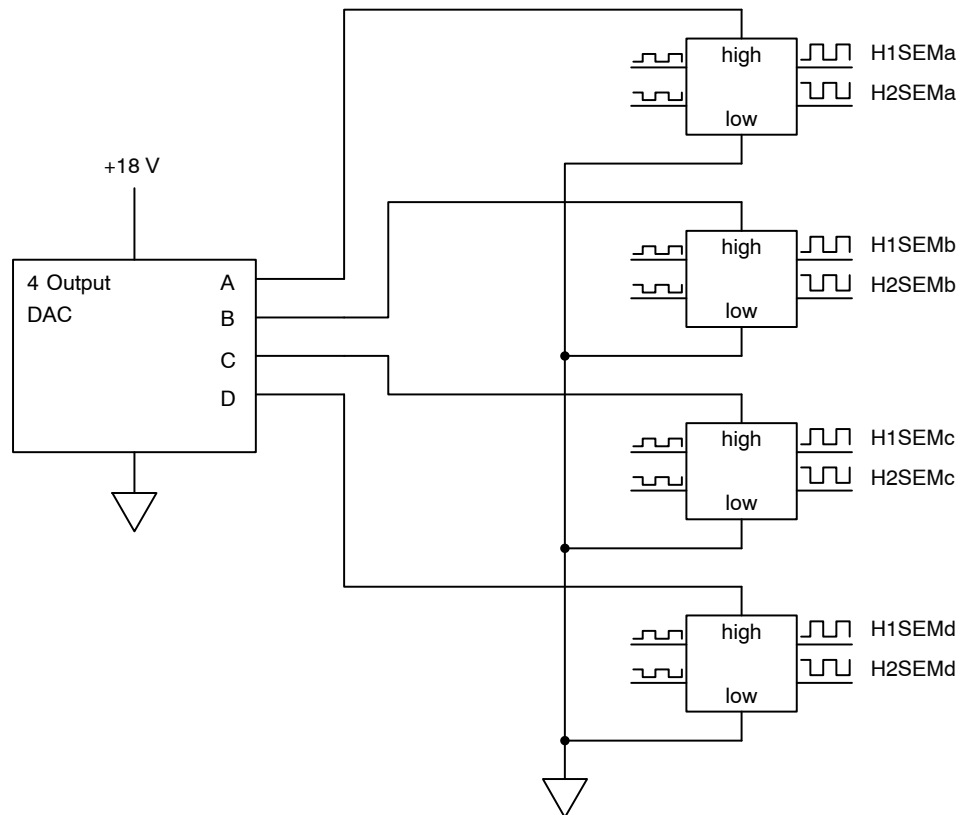 high
low
H1SEMa
H2SEMa
+18 V
4 Output
DAC
A
B
C
D
high
low
H1SEMb
H2SEMb
high
low
H1SEMc
H2SEMc
high
low
H1SEMd
H2SEMd